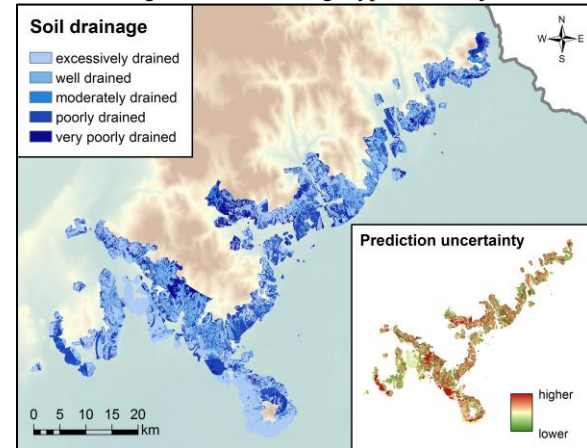 Soil drainage
excessively drained
well drained
moderately drained
poorly drained
very poorly drained
N
W E
S
Prediction uncertainty
higher
lower
0 5 10 15 20
km